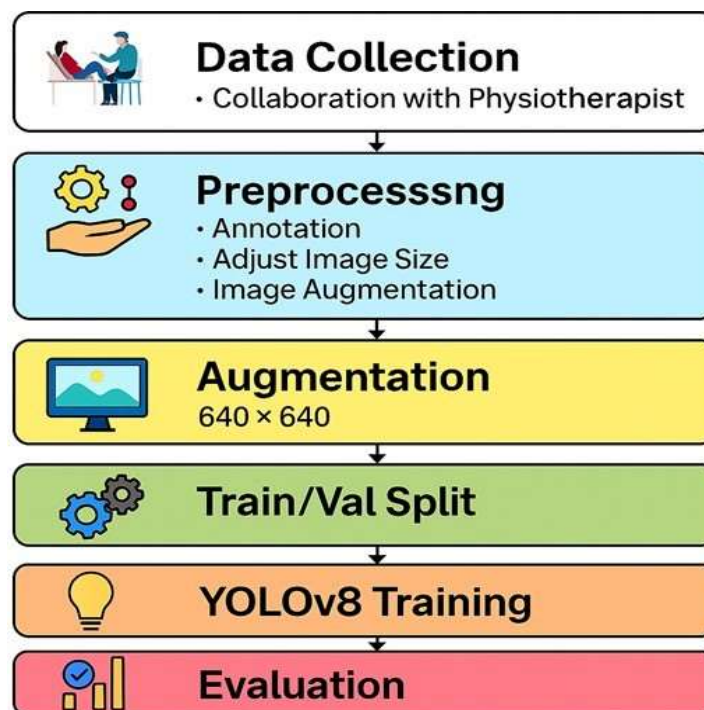 Data Collection
· Collaboration with Physiotherapist
Preprocesssng
· Annotation
· Adjust Image Size
· Image Augmentation
Augmentation
640 × 640
Train/Val Split
YOLOv8 Training
Evaluation